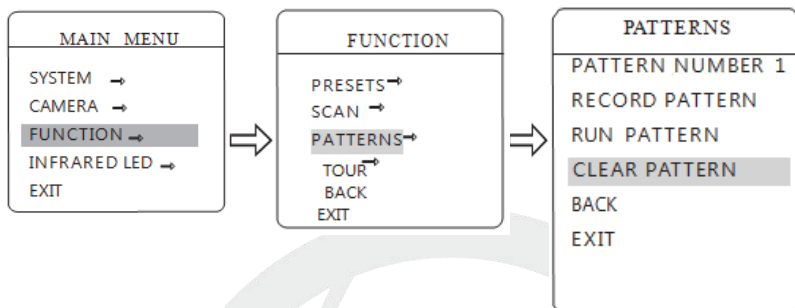 MAIN MENU
SYSTEM →
CAMERA →
FUNCTION →
INFRARED LED →
EXIT
FUNCTION
PRESETS→
SCAN →
PATTERNS→
TOUR→
BACK
EXIT
PATTERNS
PATTERN NUMBER 1
RECORD PATTERN
RUN PATTERN
CLEAR PATTERN
BACK
EXIT